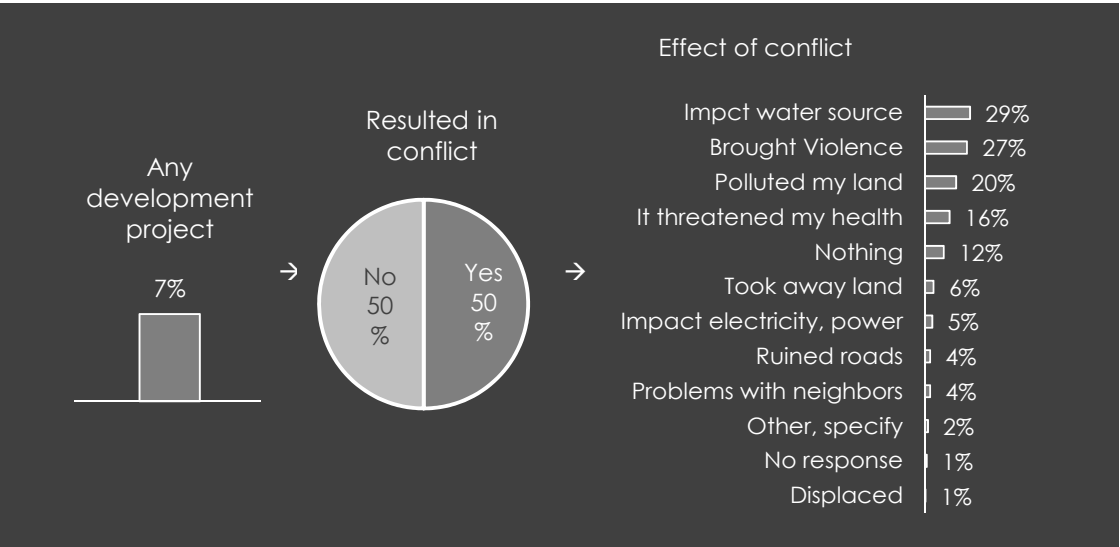 Effect of conflict
Any
development
project
7%
→
Resulted in
conflict
No
50
%
Yes
50
%
→
Impct water source 29%
Brought Violence 27%
Polluted my land 20%
It threatened my health 16%
Nothing 12%
Took away land 6%
Impact electricity, power 5%
Ruined roads 4%
Problems with neighbors 4%
Other, specify 2%
No response 1%
Displaced 1%